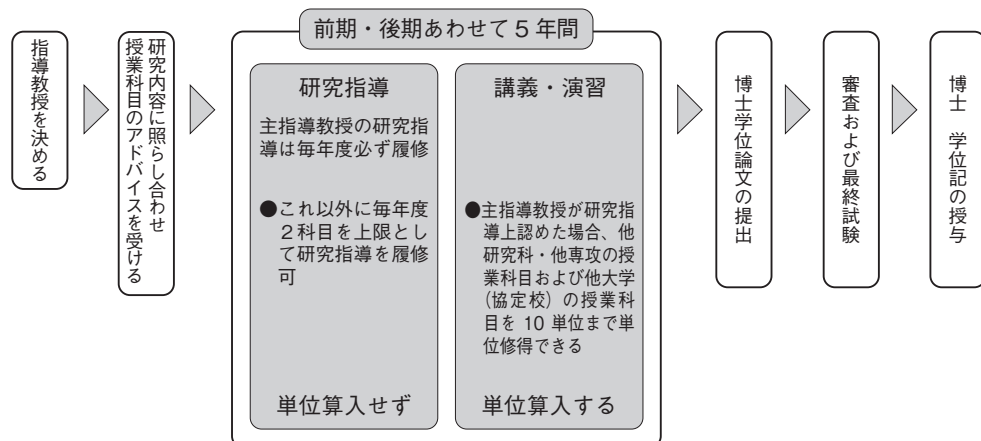 指導教授を決める
研究内容に照らし合わせ
授業科目のアドバイスを受ける
前期・後期あわせて５年間
研究指導
主指導教授の研究指
導は毎年度必ず履修
●これ以外に毎年度
２科目を上限とし
て研究指導を履修
可
単位算入せず
講義・演習
●主指導教授が研究指
導上認めた場合、他
研究科・他専攻の授
業科目および他大学
(協定校）の授業科
目を 10 単位まで単
位修得できる
単位算入する
博士学位論文の提出
審査および最終試験
博士　学位記の授与